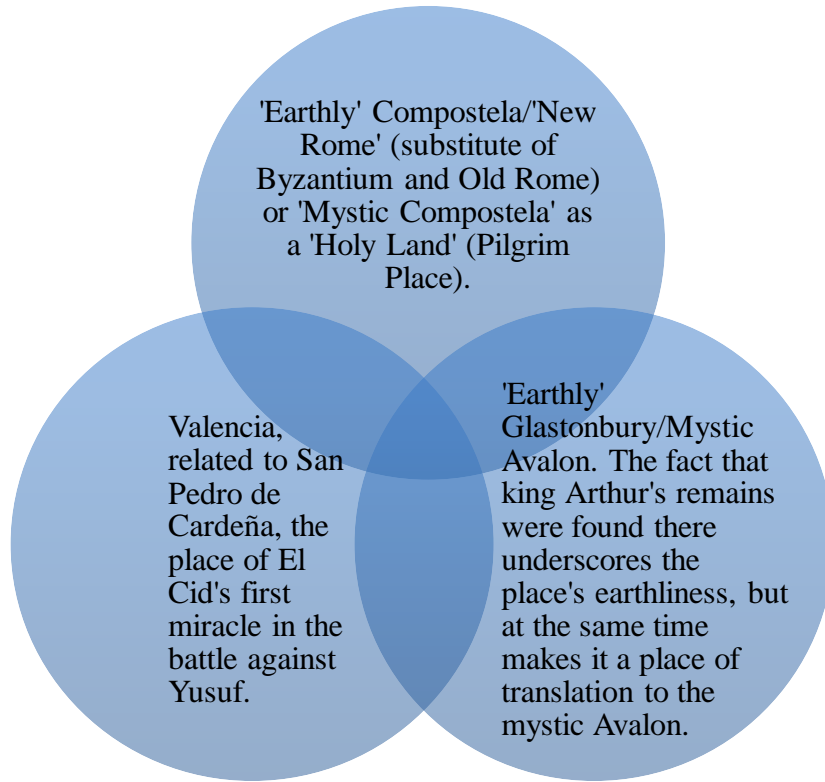 'Earthly' Compostela/'New
Rome' (substitute of
Byzantium and Old Rome)
or 'Mystic Compostela' as
a 'Holy Land' (Pilgrim
Place).
Valencia,
related to San
Pedro de
Cardeña, the
place of El
Cid's first
miracle in the
battle against
Yusuf.
'Earthly'
Glastonbury/Mystic
Avalon. The fact that
king Arthur's remains
were found there
underscores the
place's earthliness, but
at the same time
makes it a place of
translation to the
mystic Avalon.